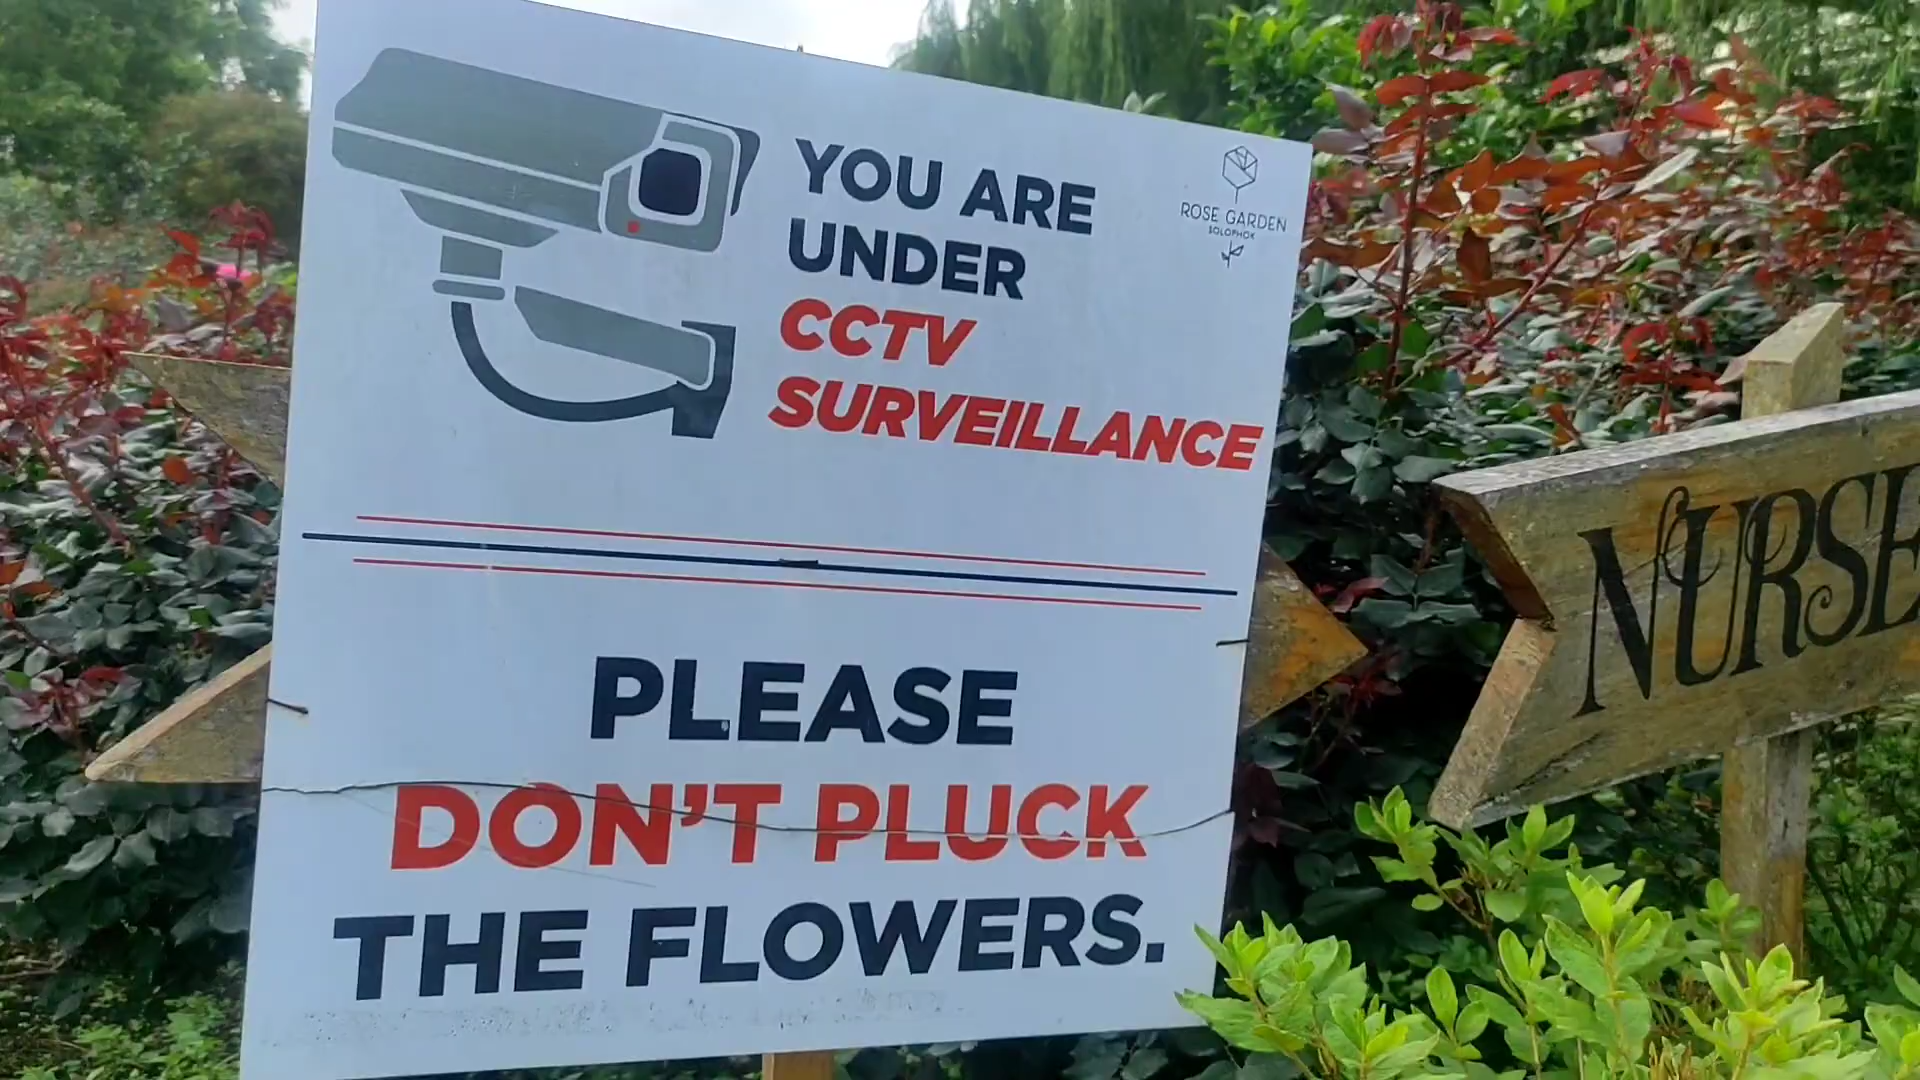 YOU ARE
UNDER
CCTV
SURVEILLANCE
ROSE GARDEN
SOLOPHOK
PLEASE
DON'T PLUCK
THE FLOWERS.
NURSE